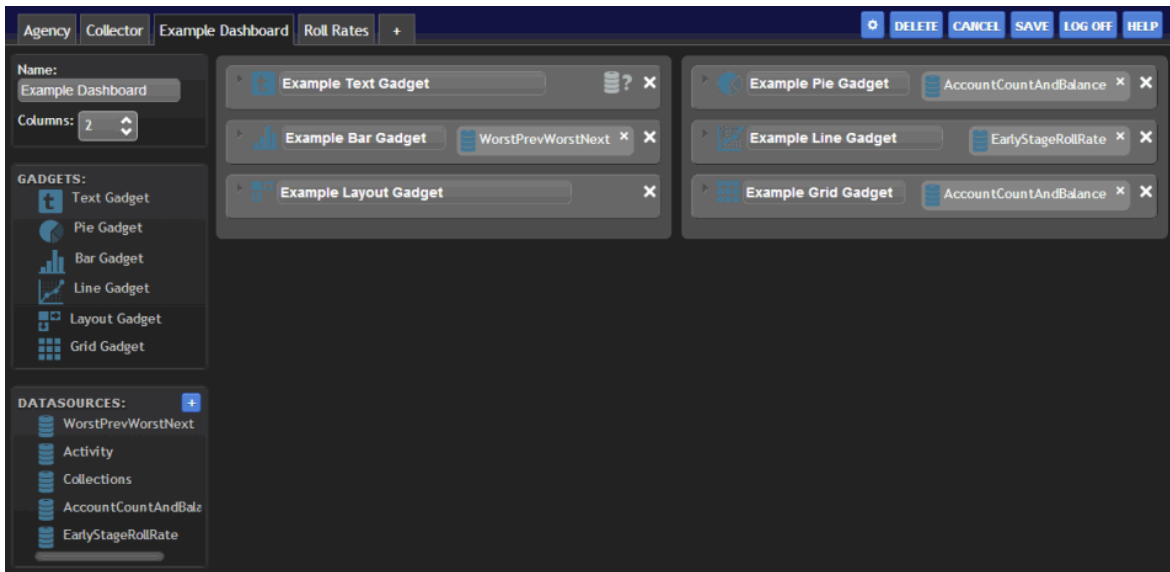 Agency Collector Example Dashboard Roll Rates + DELETE CANCEL SAVE LOG OFF HELP
Name:
Example Dashboard
Columns: 2
GADGETS:
t Text Gadget
Pie Gadget
Bar Gadget
Line Gadget
Layout Gadget
Grid Gadget
DATASOURCES: +
WorstPrevWorstNext
Activity
Collections
AccountCountAndBala
EarlyStageRollRate
t Example Text Gadget ? ×
Example Bar Gadget WorstPrevWorstNext × ×
Example Layout Gadget ×
Example Pie Gadget AccountCountAndBalance × ×
Example Line Gadget EarlyStageRollRate × ×
Example Grid Gadget AccountCountAndBalance × ×